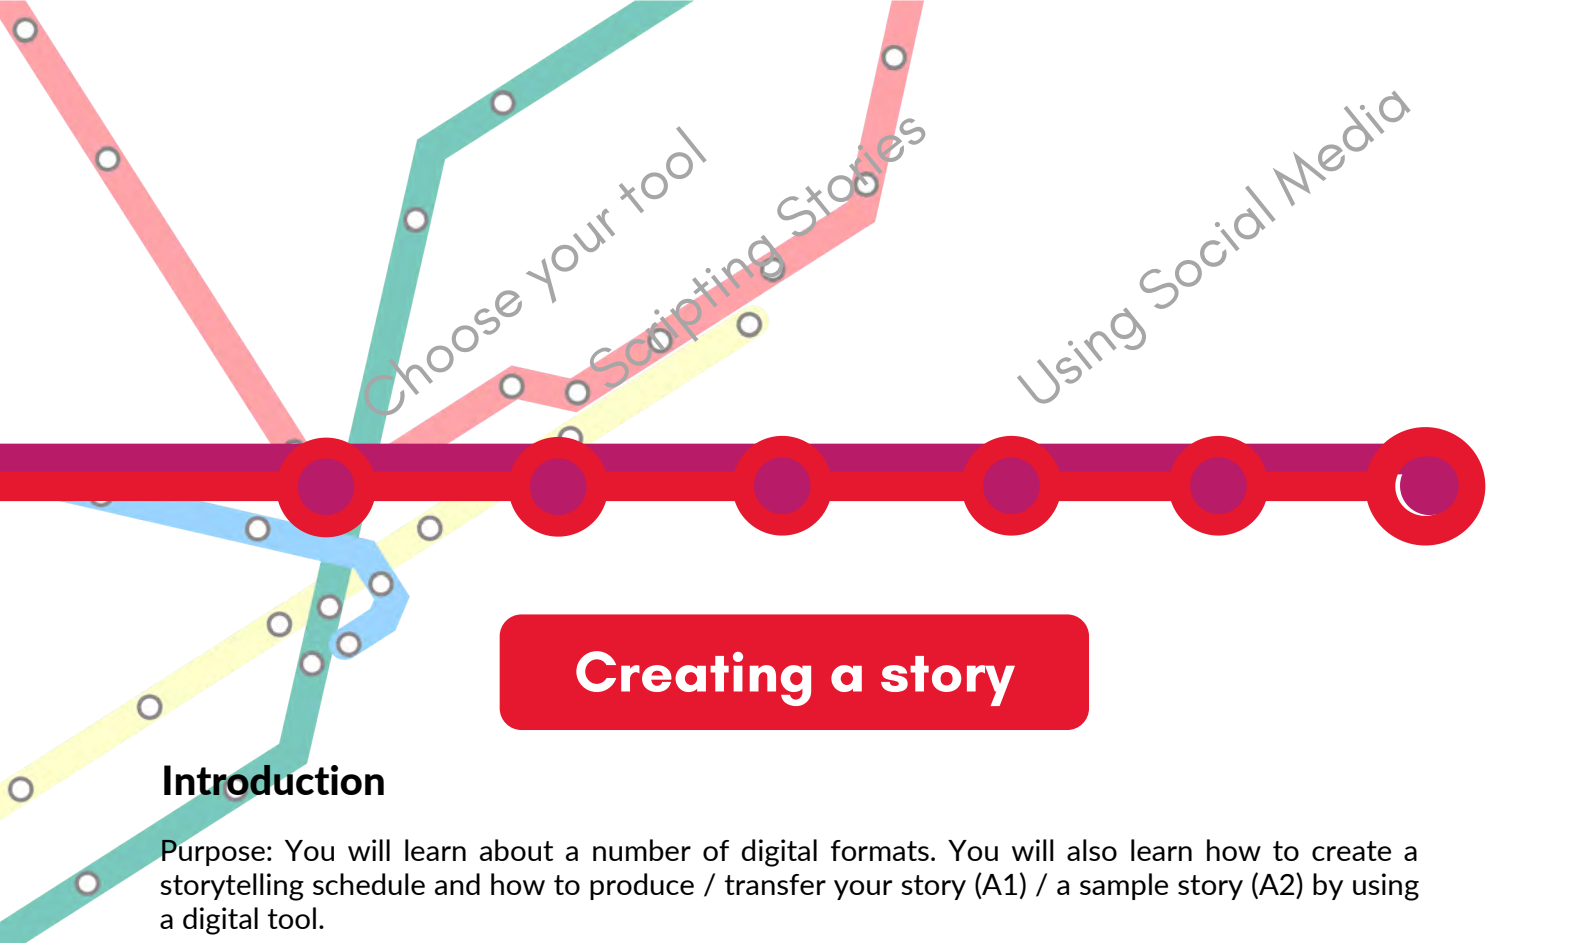 Choose your tool
Scripting Stories
Using Social Media
Creating a story
Introduction
Purpose: You will learn about a number of digital formats. You will also learn how to create a
storytelling schedule and how to produce / transfer your story (A1) / a sample story (A2) by using
a digital tool.